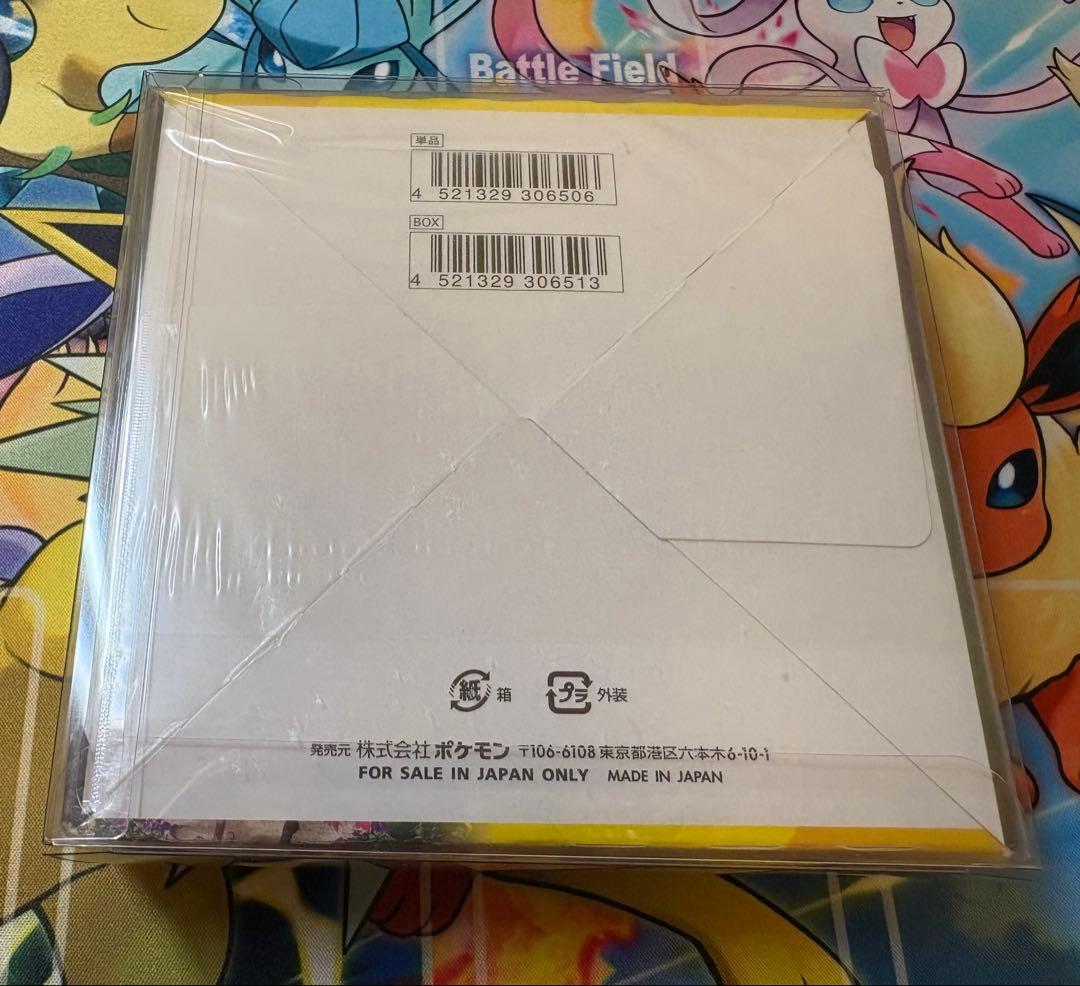 Battle Field
単品
4 521329 306506
BOX
4 521329 306513
紙 箱 プラ 外装
発売元 株式会社 ポケモン 〒106-6108 東京都港区六本木6-10-1
FOR SALE IN JAPAN ONLY MADE IN JAPAN